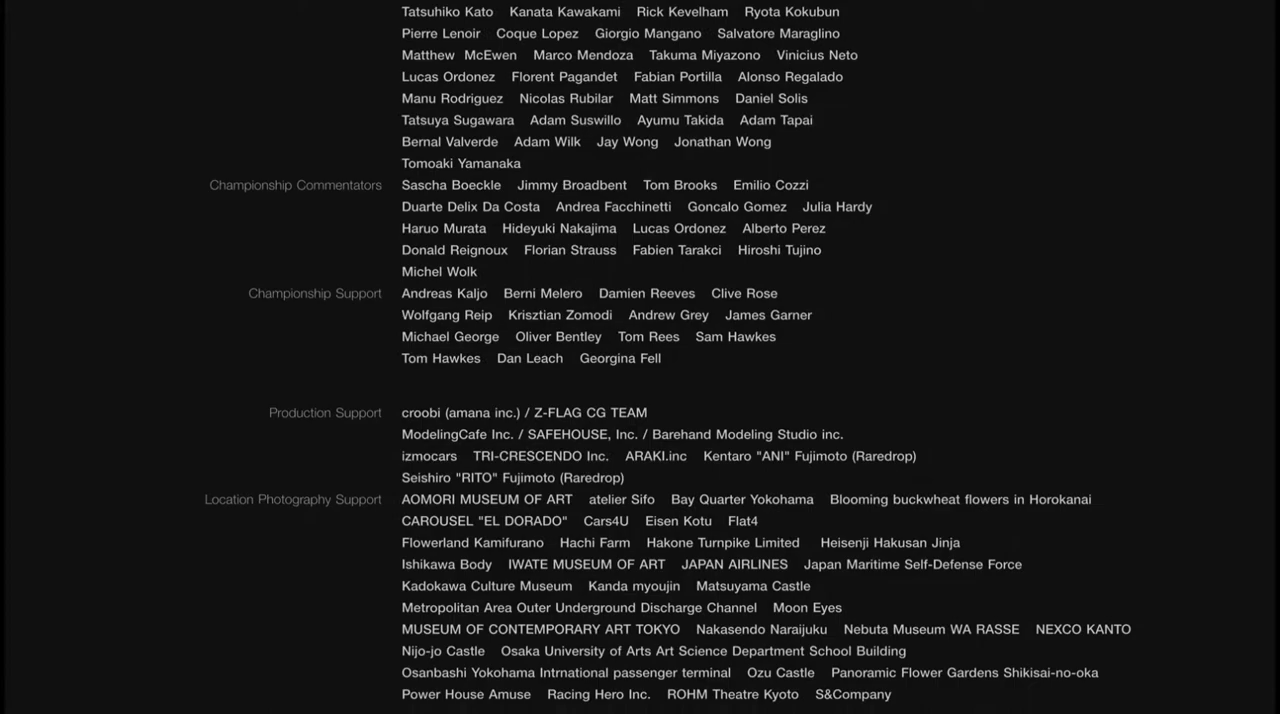 Tatsuhiko Kato Kanata Kawakami Rick Kevelham Ryota Kokubun
Pierre Lenoir Coque Lopez Giorgio Mangano Salvatore Maraglino
Matthew McEwen Marco Mendoza Takuma Miyazono Vinicius Neto
Lucas Ordonez Florent Pagandet Fabian Portilla Alonso Regalado
Manu Rodriguez Nicolas Rubilar Matt Simmons Daniel Solis
Tatsuya Sugawara Adam Suswillo Ayumu Takida Adam Tapai
Bernal Valverde Adam Wilk Jay Wong Jonathan Wong
Tomoaki Yamanaka
Championship Commentators Sascha Boeckle Jimmy Broadbent Tom Brooks Emilio Cozzi
Duarte Delix Da Costa Andrea Facchinetti Goncalo Gomez Julia Hardy
Haruo Murata Hideyuki Nakajima Lucas Ordonez Alberto Perez
Donald Reignoux Florian Strauss Fabien Tarakci Hiroshi Tujino
Michel Wolk
Championship Support Andreas Kaljo Berni Melero Damien Reeves Clive Rose
Wolfgang Reip Krisztian Zomodi Andrew Grey James Garner
Michael George Oliver Bentley Tom Rees Sam Hawkes
Tom Hawkes Dan Leach Georgina Fell
Production Support croobi (amana inc.) / Z-FLAG CG TEAM
ModelingCafe Inc. / SAFEHOUSE, Inc. / Barehand Modeling Studio inc.
izmocars TRI-CRESCENDO Inc. ARAKI.inc Kentaro "ANI" Fujimoto (Raredrop)
Seishiro "RITO" Fujimoto (Raredrop)
Location Photography Support AOMORI MUSEUM OF ART atelier Sifo Bay Quarter Yokohama Blooming buckwheat flowers in Horokanai
CAROUSEL "EL DORADO" Cars4U Eisen Kotu Flat4
Flowerland Kamifurano Hachi Farm Hakone Turnpike Limited Heisenji Hakusan Jinja
Ishikawa Body IWATE MUSEUM OF ART JAPAN AIRLINES Japan Maritime Self-Defense Force
Kadokawa Culture Museum Kanda myoujin Matsuyama Castle
Metropolitan Area Outer Underground Discharge Channel Moon Eyes
MUSEUM OF CONTEMPORARY ART TOKYO Nakasendo Naraijuku Nebuta Museum WA RASSE NEXCO KANTO
Nijo-jo Castle Osaka University of Arts Art Science Department School Building
Osanbashi Yokohama Intrnational passenger terminal Ozu Castle Panoramic Flower Gardens Shikisai-no-oka
Power House Amuse Racing Hero Inc. ROHM Theatre Kyoto S&Company